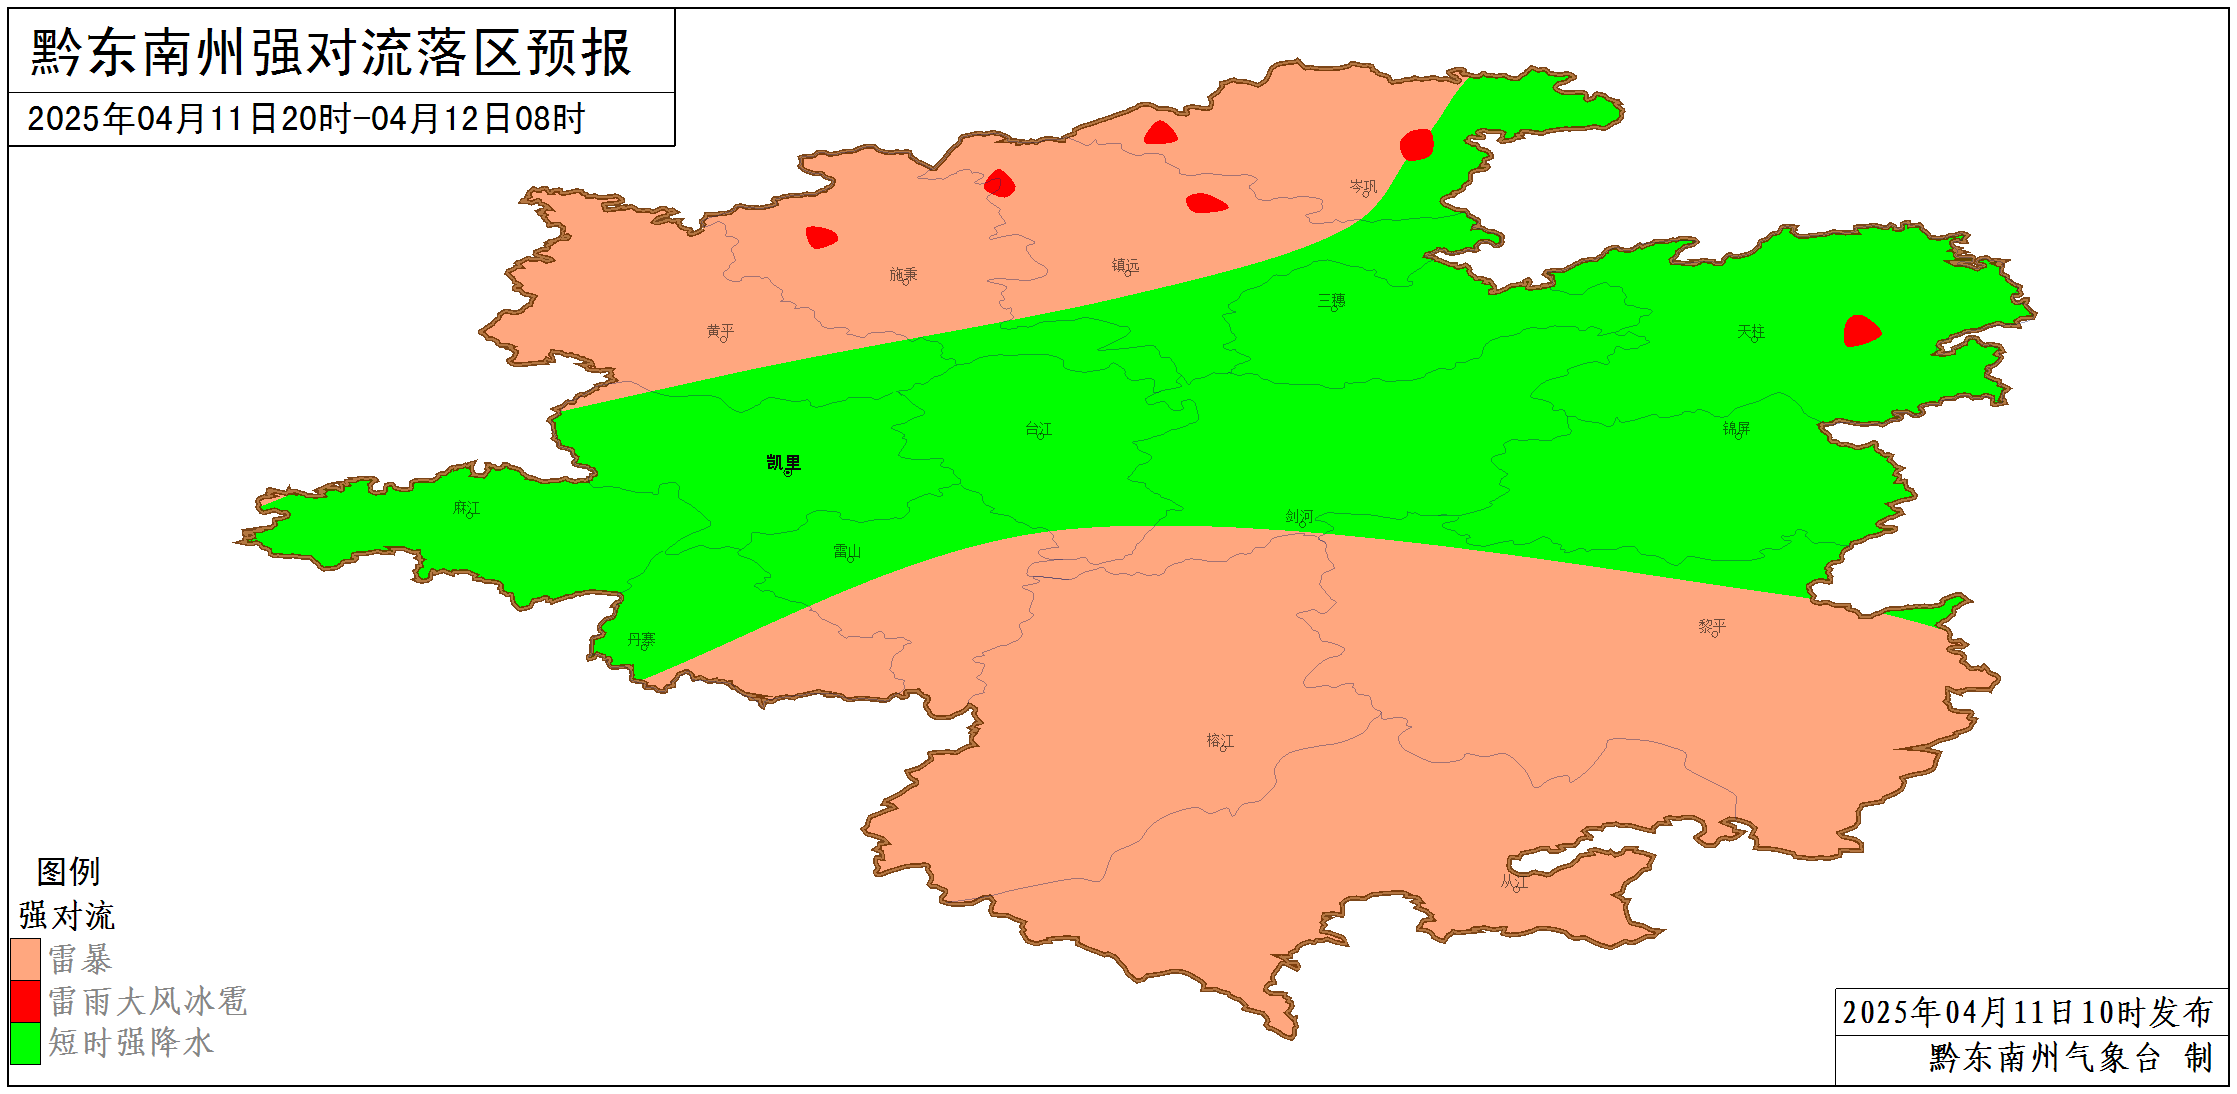 黔东南州强对流落区预报
2025年04月11日20时-04月12日08时
岑巩
施秉
镇远
三穗
黄平
天柱
台江
锦屏
凯里
麻江
剑河
雷山
丹寨
黎平
榕江
从江
图例
强对流
雷暴
雷雨大风冰雹
短时强降水
2025年04月11日10时发布
黔东南州气象台 制